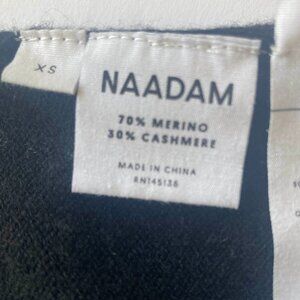 XS
NAADAM
70% MERINO
30% CASHMERE
MADE IN CHINA
RN145136